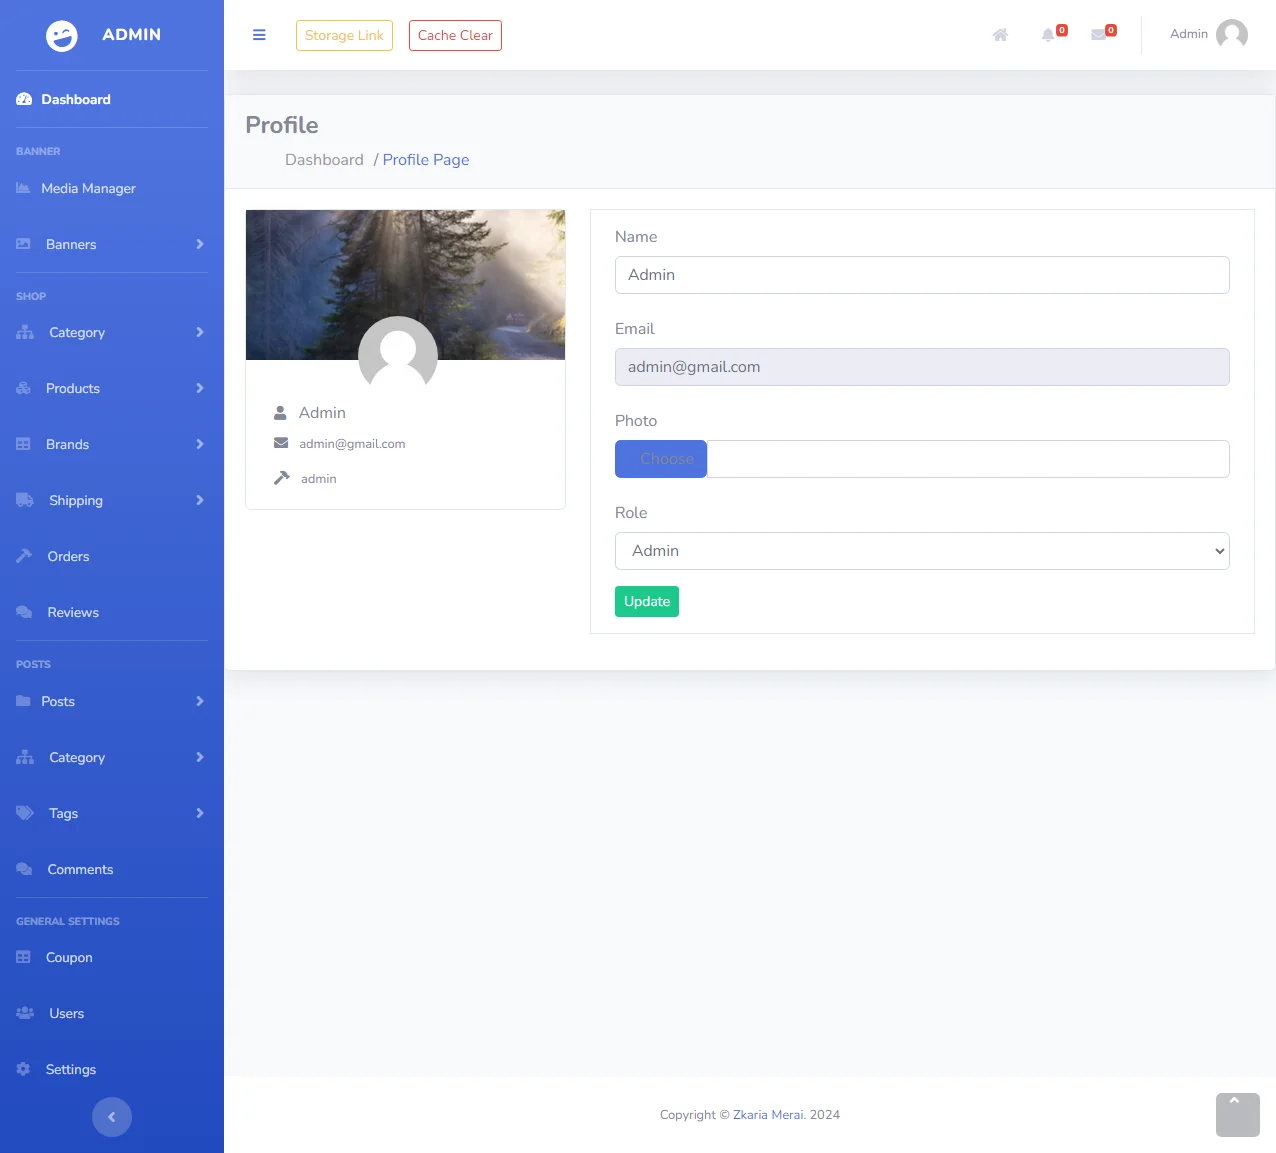 ADMIN
Dashboard
BANNER
Media Manager
Banners
SHOP
Category
Products
Brands
Shipping
Orders
Reviews
POSTS
Posts
Category
Tags
Comments
GENERAL SETTINGS
Coupon
Users
Settings
Storage Link
Cache Clear
0
0
Admin
Profile
Dashboard / Profile Page
Admin
admin@gmail.com
admin
Name
Admin
Email
admin@gmail.com
Photo
Choose
Role
Admin
Update
Copyright © Zkaria Merai. 2024